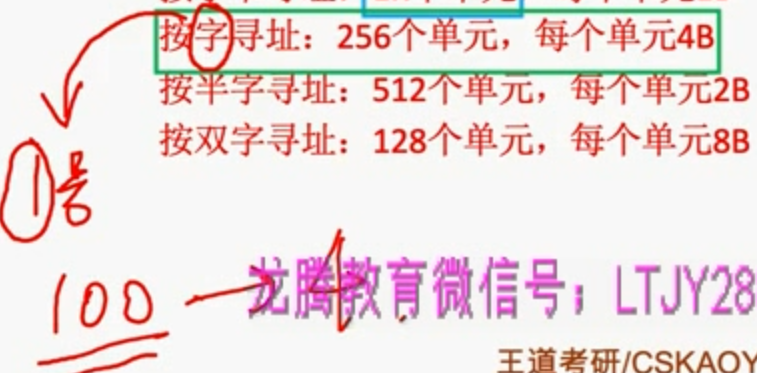 按字寻址：256个单元，每个单元4B
按半字寻址：512个单元，每个单元2B
按双字寻址：128个单元，每个单元8B
1号
100 → 4
龙腾教育微信号；LTJY28
王道考研/CSKAOY